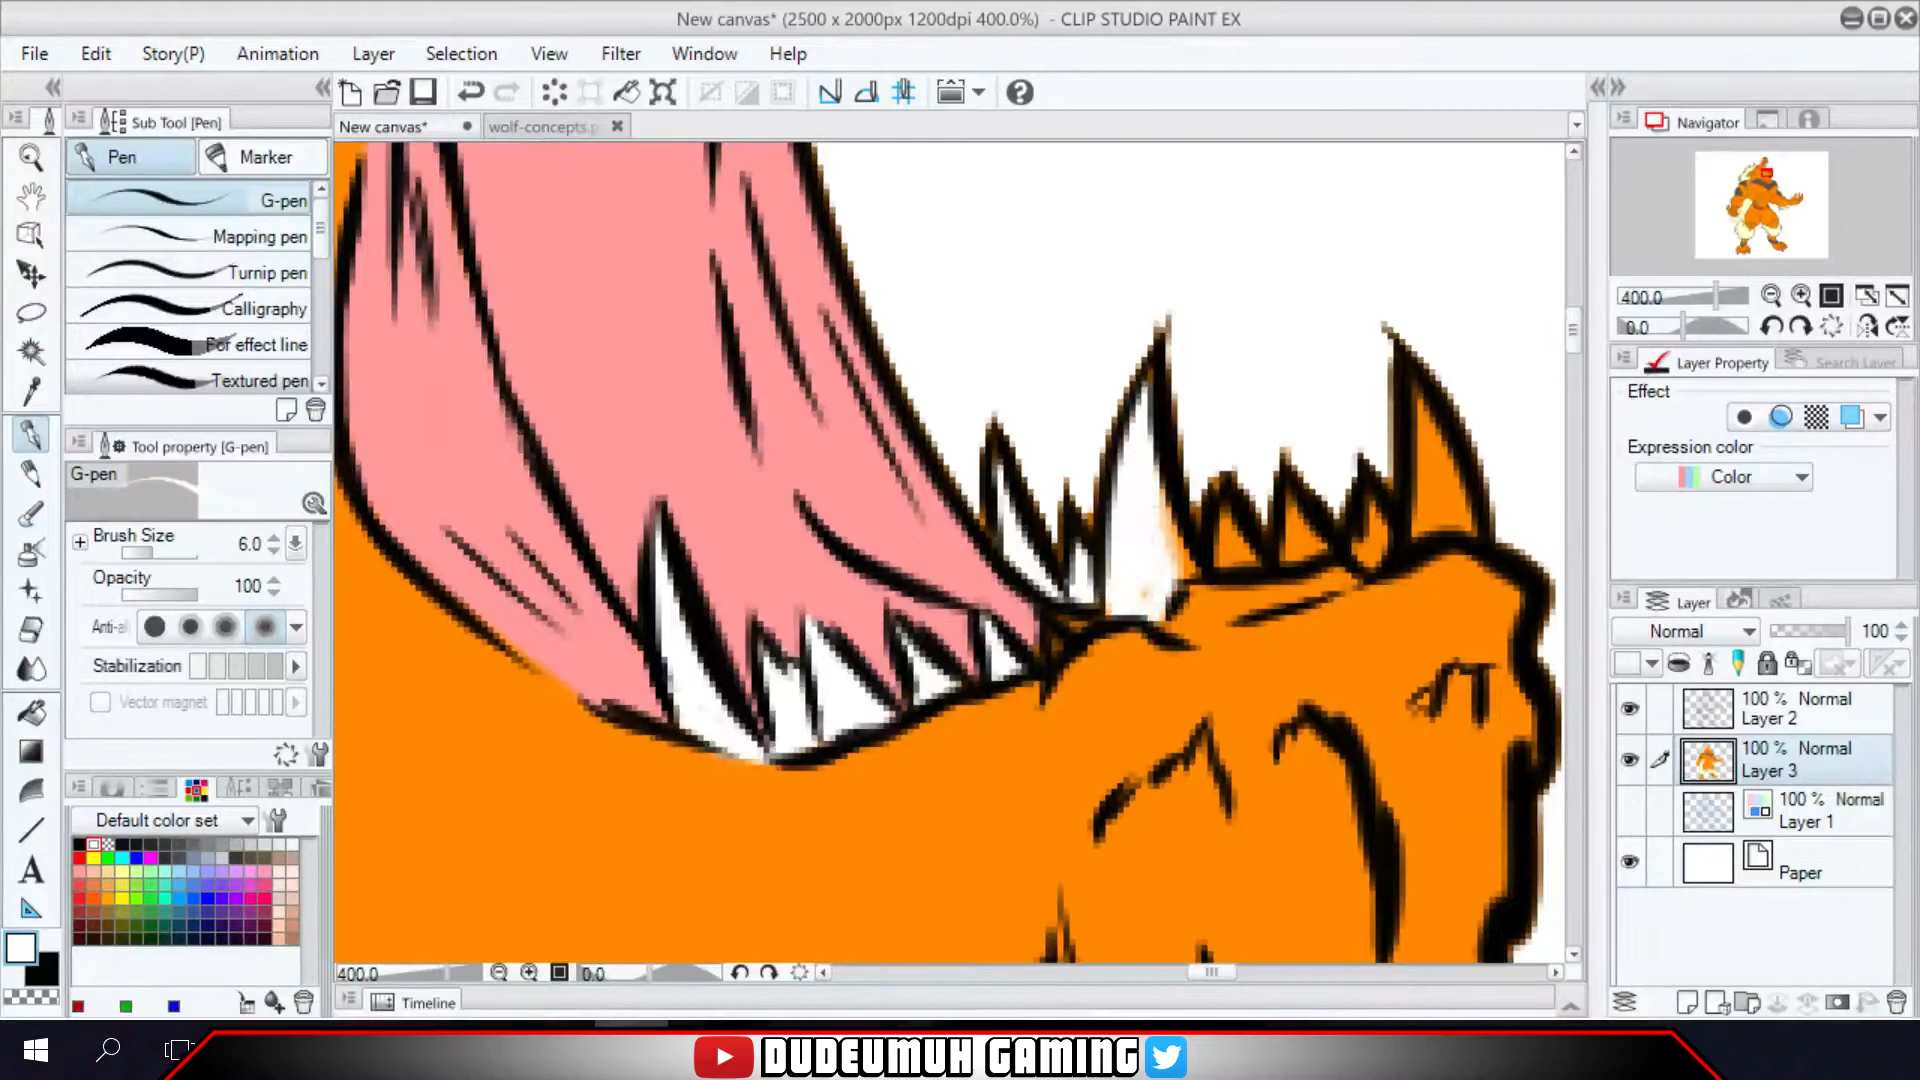 New canvas* (2500 x 2000px 1200dpi 400.0%) - CLIP STUDIO PAINT EX
File Edit Story(P) Animation Layer Selection View Filter Window Help
Sub Tool [Pen]
New canvas* wolf-concepts.p
Navigator
Pen Marker
G-pen
Mapping pen
Turnip pen
Calligraphy
For effect line
Textured pen
400.0
0.0
Layer Property Search Layer
Effect
Expression color
Color
Tool property [G-pen]
G-pen
Brush Size 6.0
Opacity 100
Anti-al
Stabilization
Vector magnet
Layer
Normal 100
100 % Normal
Layer 2
100 % Normal
Layer 3
100 % Normal
Layer 1
Paper
Default color set
A
400.0 0.0
Timeline
DUDEUMUH GAMING